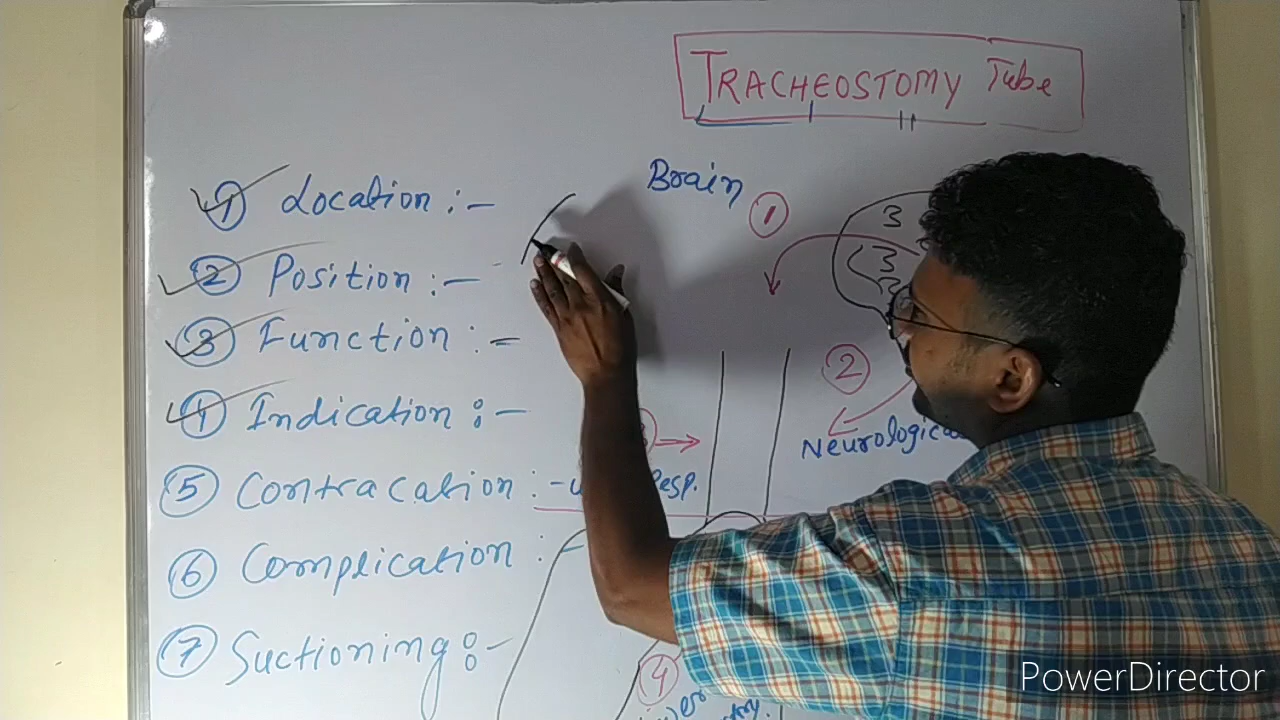 TRACHEOSTOMY Tube
① Location :-
② Position :-
③ Function :-
④ Indication :-
⑤ Contracation :-
⑥ Complication :-
⑦ Suctioning :-
Brain
①
3
3
②
Neurological
Resp.
④
PowerDirector